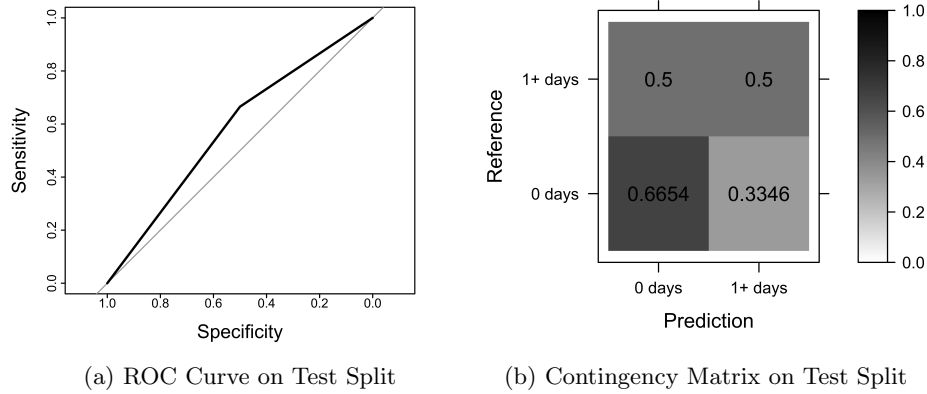 Sensitivity
1.0
0.8
0.6
0.4
0.2
0.0
1.0 0.8 0.6 0.4 0.2 0.0
Specificity
(a) ROC Curve on Test Split
Reference
1+ days
0 days
0.5 0.5
0.6654 0.3346
0 days 1+ days
Prediction
1.0
0.8
0.6
0.4
0.2
0.0
(b) Contingency Matrix on Test Split